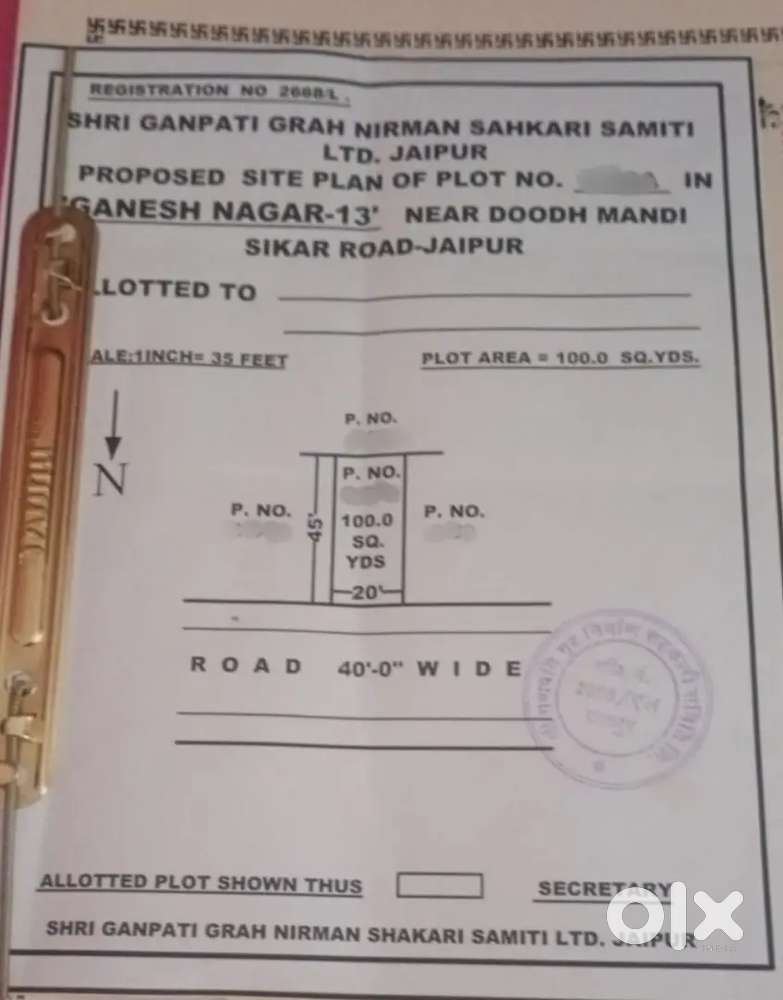 REGISTRATION NO 2668/L.
SHRI GANPATI GRAH NIRMAN SAHKARI SAMITI
LTD. JAIPUR
PROPOSED SITE PLAN OF PLOT NO. IN
'GANESH NAGAR-13' NEAR DOODH MANDI
SIKAR ROAD-JAIPUR
LLOTTED TO
ALE:1INCH= 35 FEET PLOT AREA = 100.0 SQ.YDS.
N
P. NO.
P. NO.
P. NO.
P. NO.
45'
100.0
SQ.
YDS
20'
ROAD 40'-0" WIDE
ALLOTTED PLOT SHOWN THUS SECRETARY
SHRI GANPATI GRAH NIRMAN SHAKARI SAMITI LTD. JAIPUR
olx